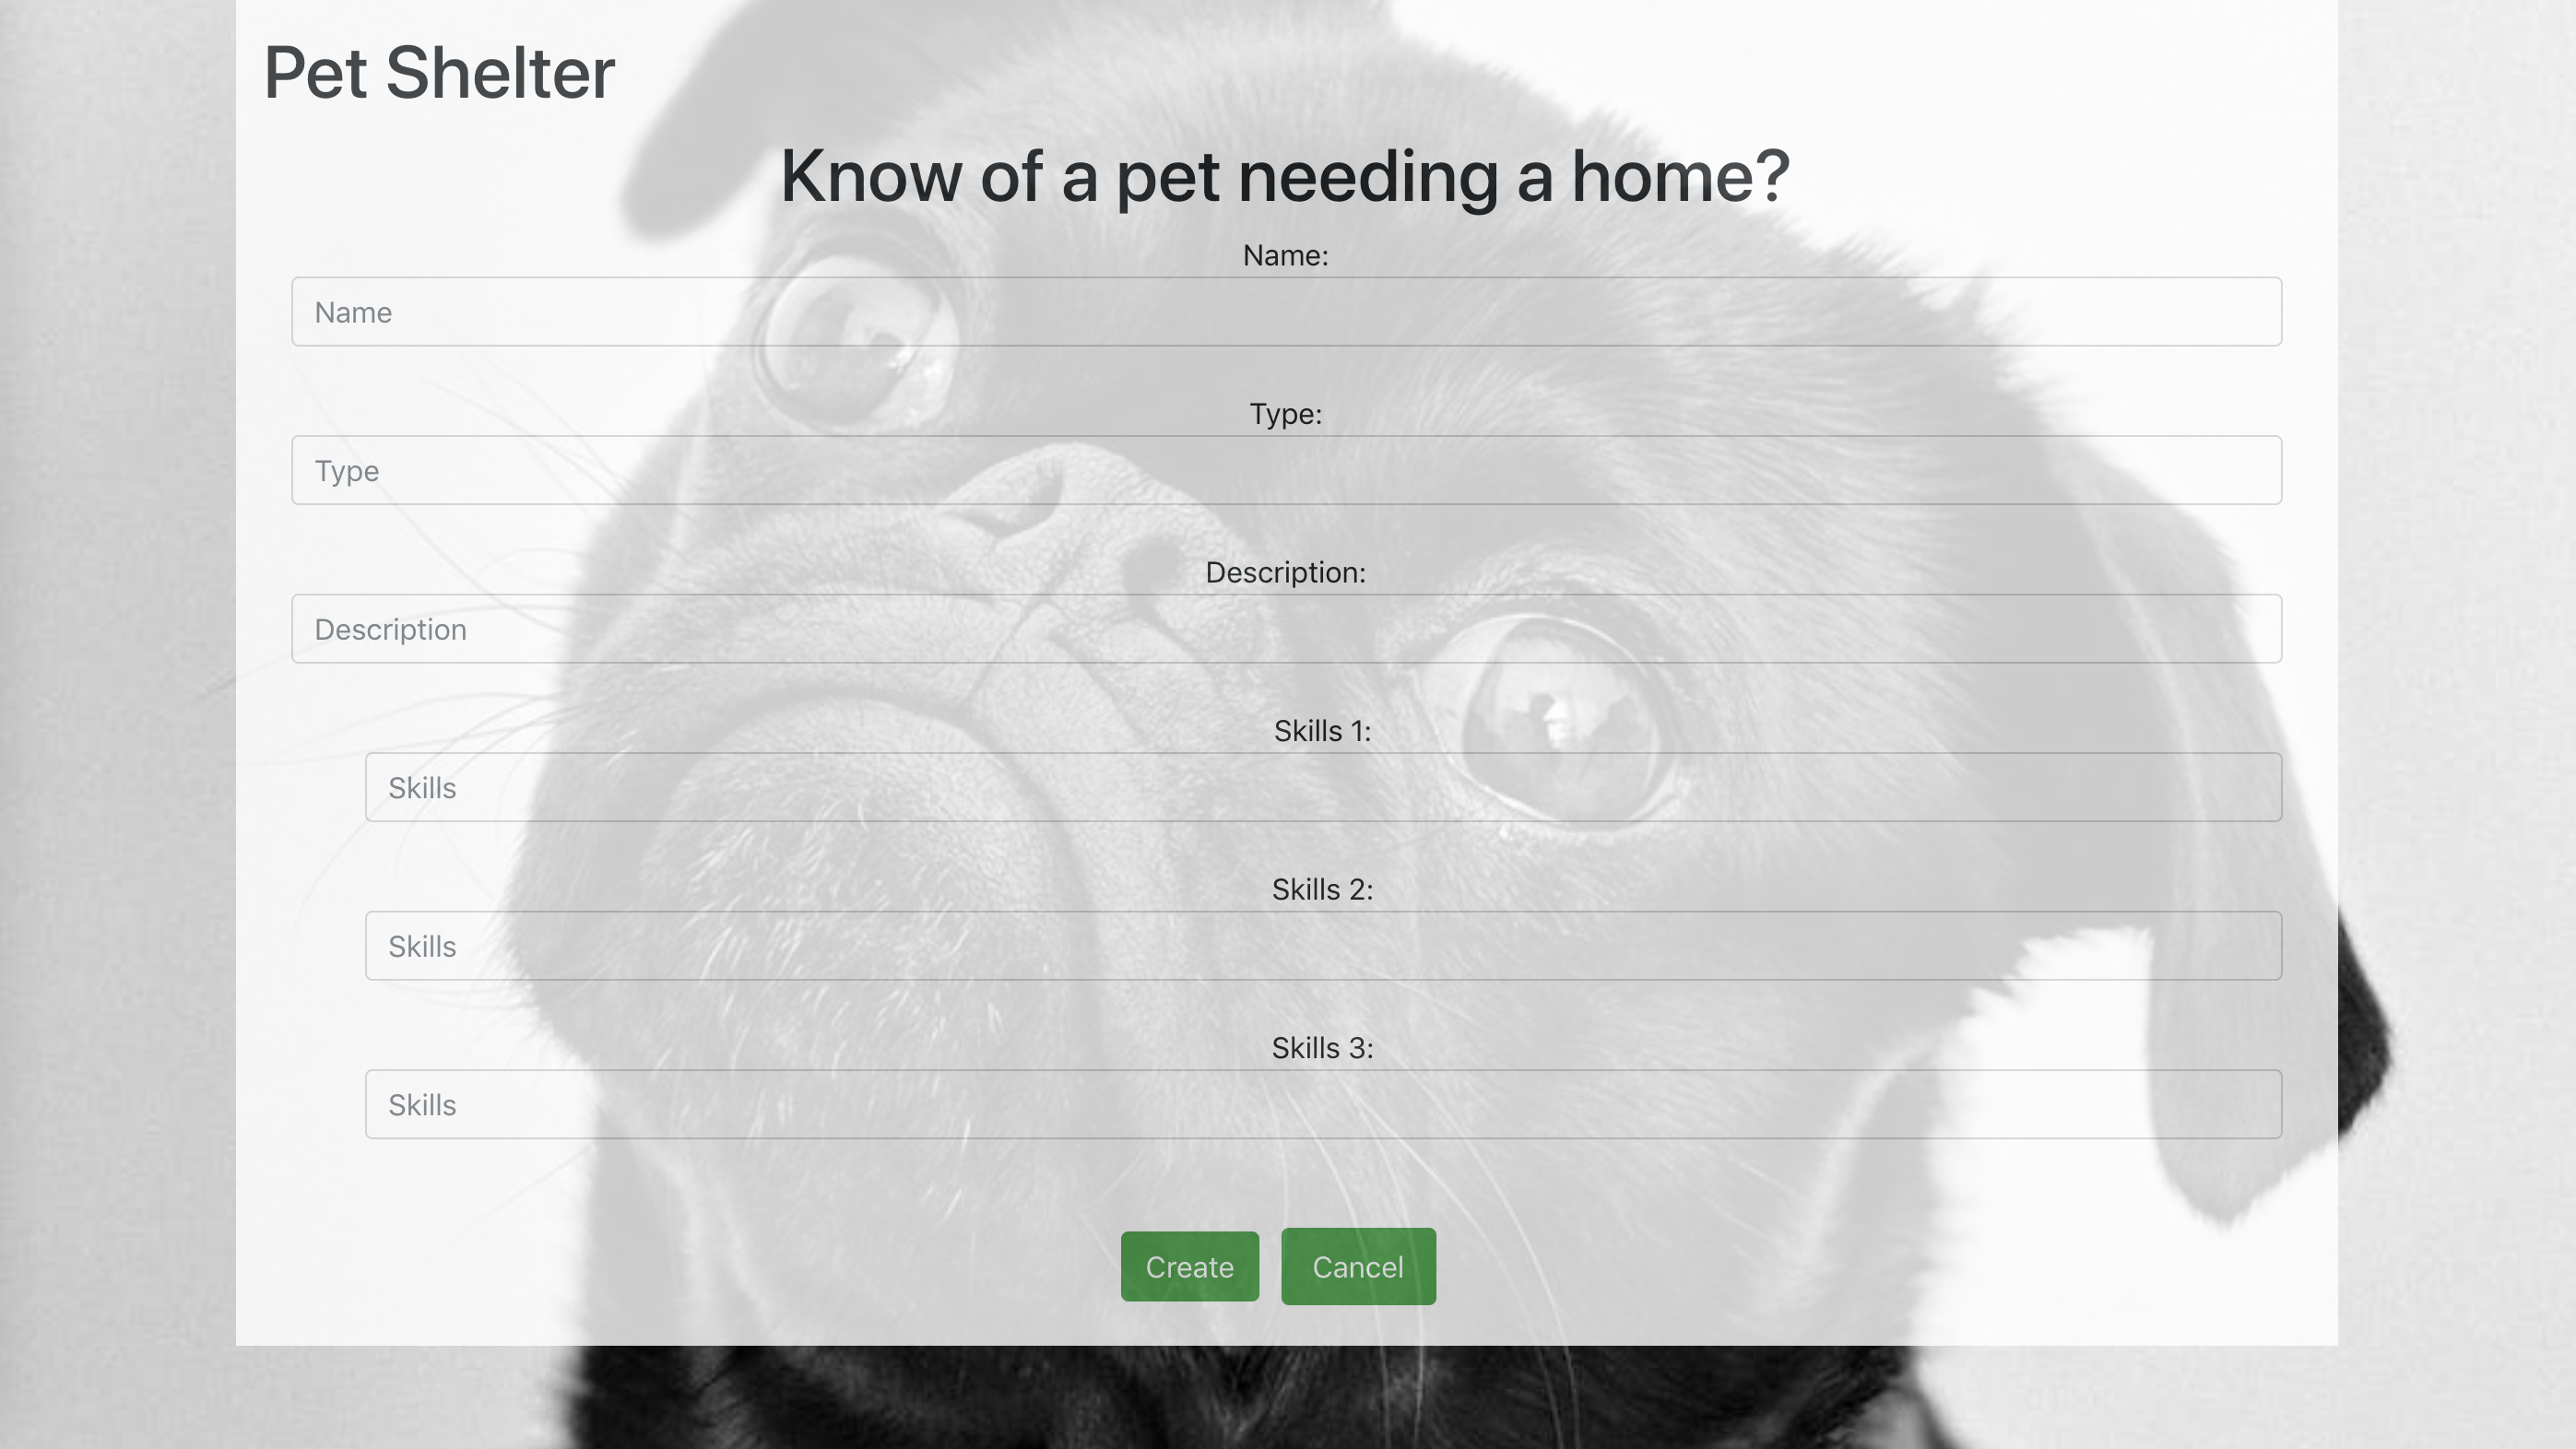 Pet Shelter
Know of a pet needing a home?
Name:
Name
Type:
Type
Description:
Description
Skills 1:
Skills
Skills 2:
Skills
Skills 3:
Skills
Create Cancel